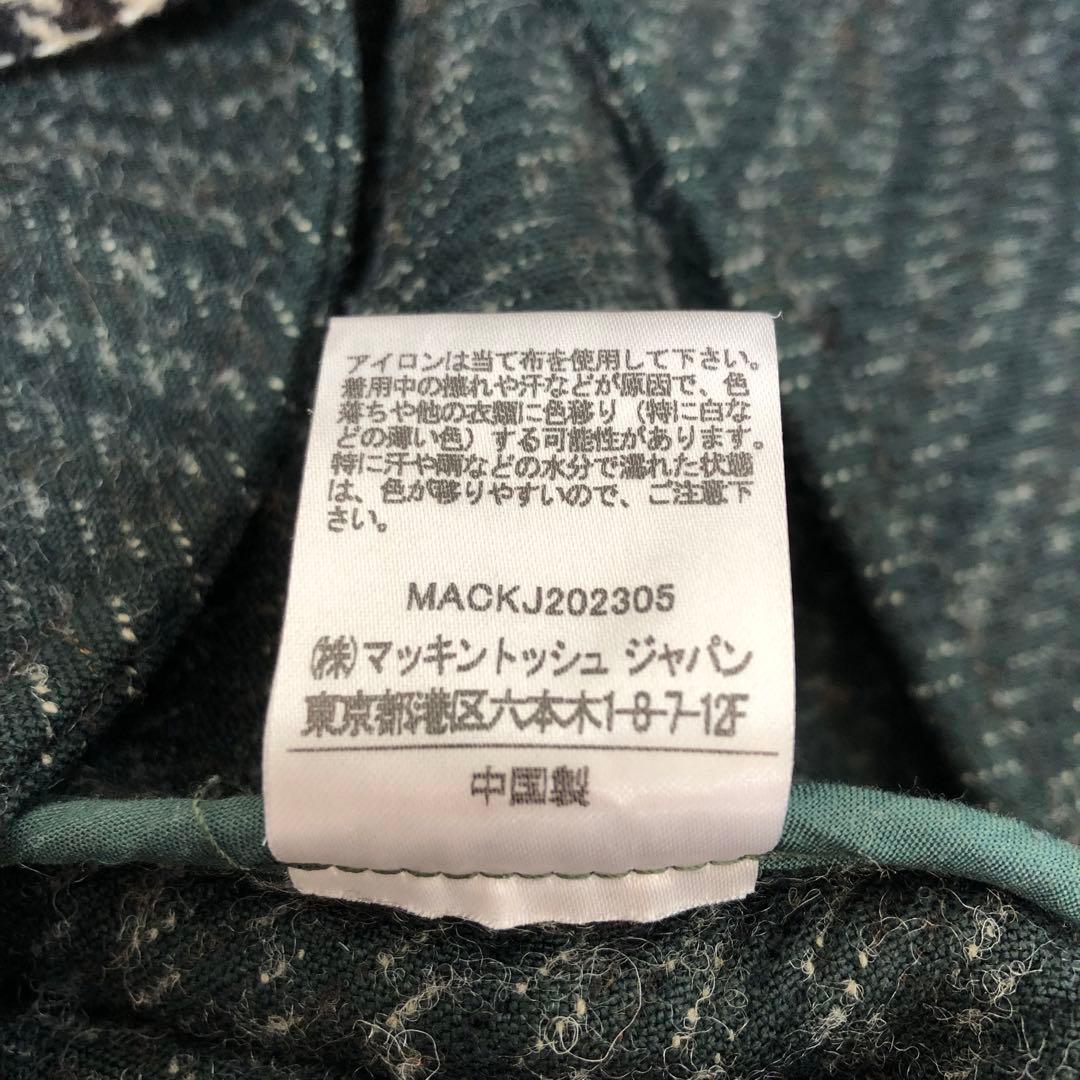 アイロンは当て布を使用して下さい。
着用中の擦れや汗などが原因で、色
落ちや他の衣類に色移り（特に白な
どの薄い色）する可能性があります。
特に汗や雨などの水分で濡れた状態
は、色が移りやすいので、ご注意下
さい。
MACKJ202305
㈱マッキントッシュ ジャパン
東京都港区六本木1-8-7-12F
中国製